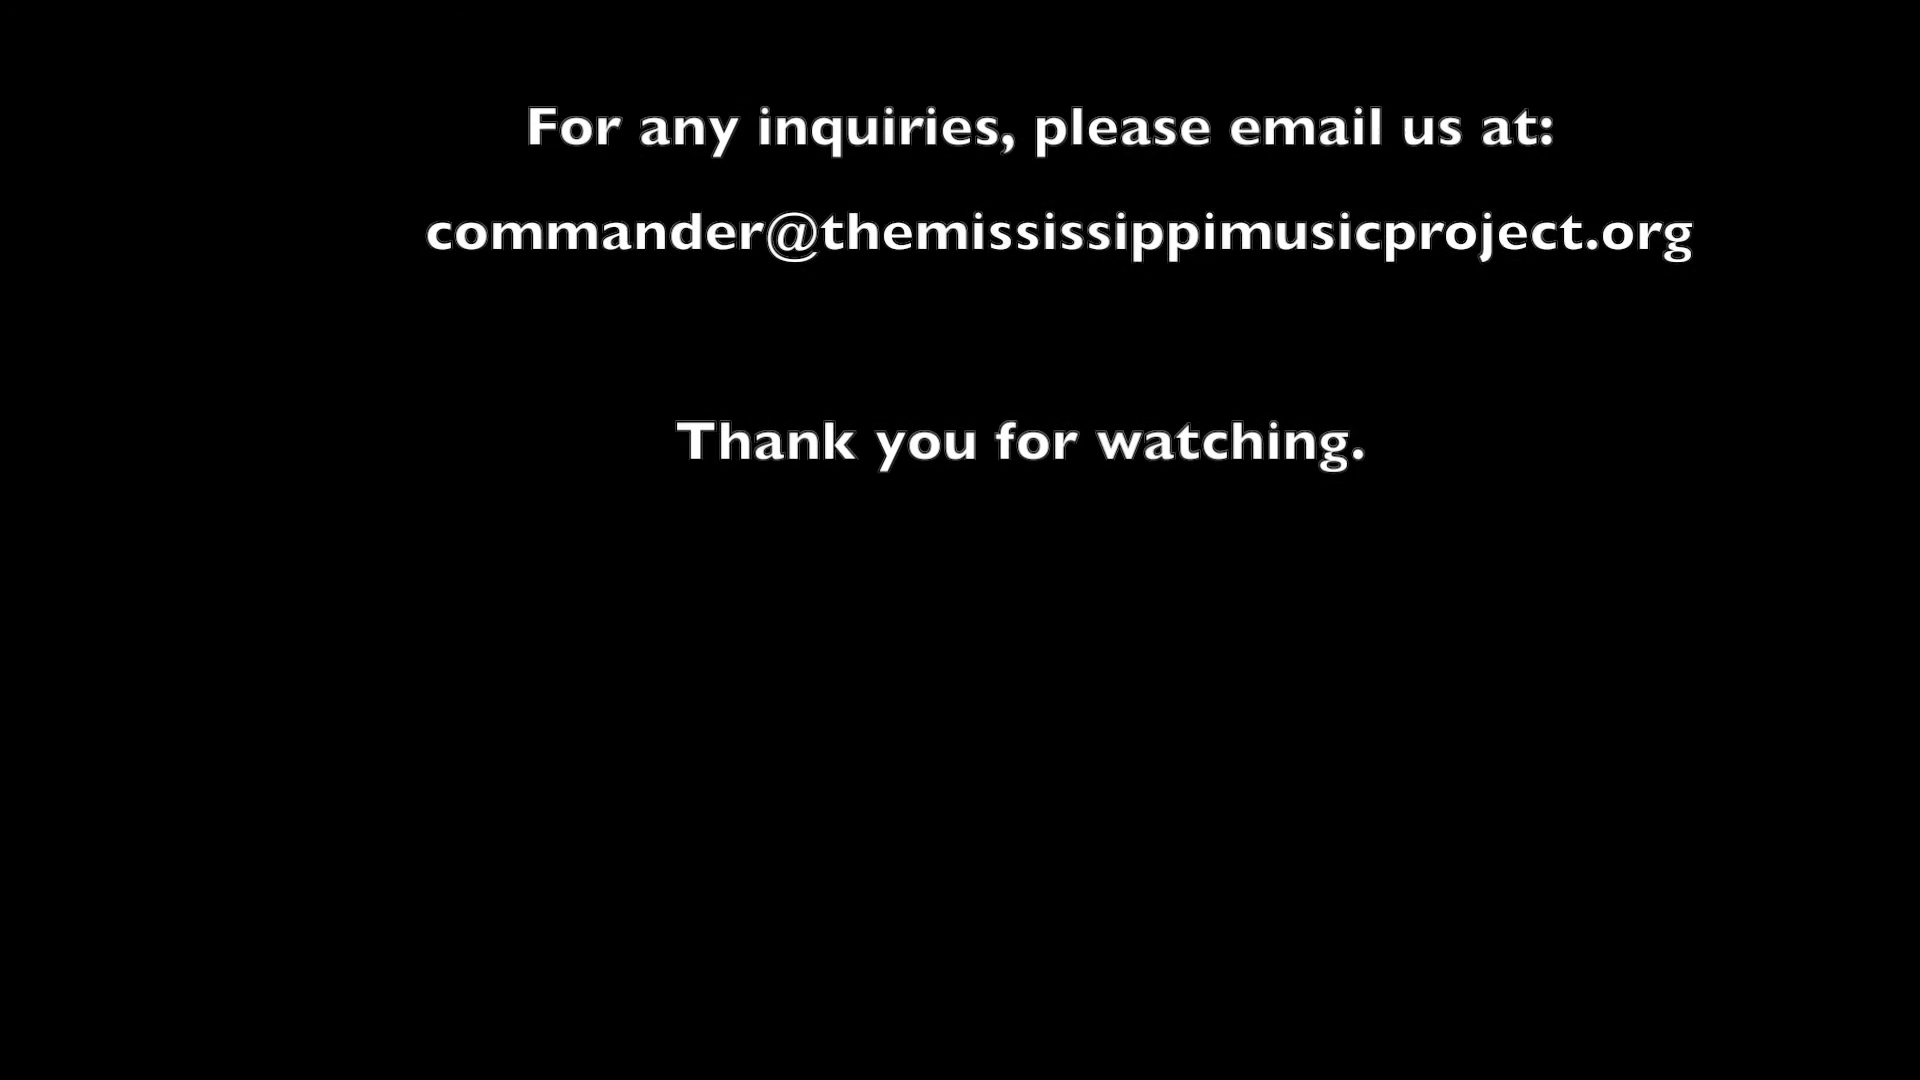 For any inquiries, please email us at:
commander@themississippimusicproject.org
Thank you for watching.